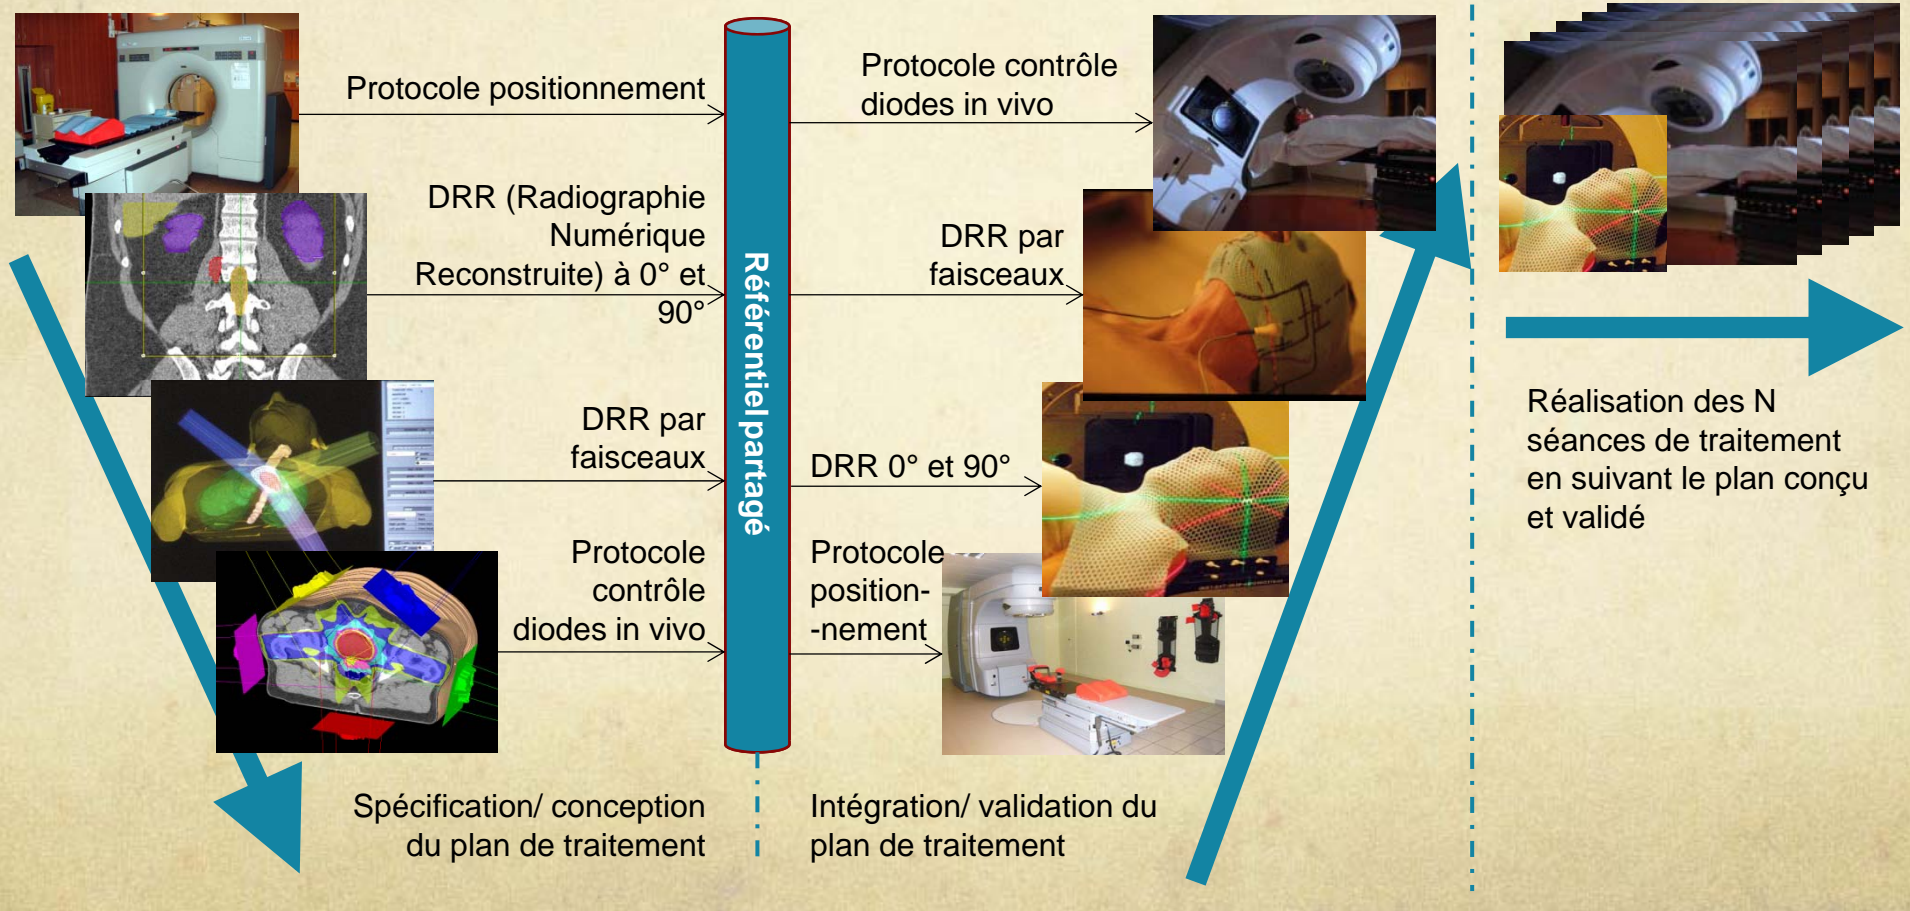 Protocole positionnement
DRR (Radiographie
Numérique
Reconstruite) à 0° et
90°
DRR par
faisceaux
Protocole
contrôle
diodes in vivo
Référentiel partagé
Protocole contrôle
diodes in vivo
DRR par
faisceaux
DRR 0° et 90°
Protocole
position-
-nement
Spécification/ conception
du plan de traitement
Intégration/ validation du
plan de traitement
Réalisation des N
séances de traitement
en suivant le plan conçu
et validé